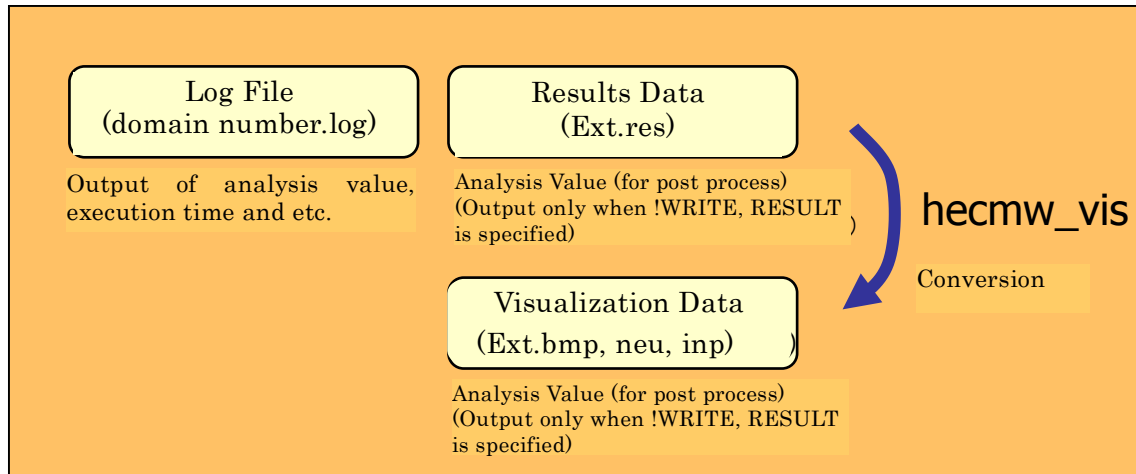 Log File
(domain number.log)
Output of analysis value,
execution time and etc.
Results Data
(Ext.res)
Analysis Value (for post process)
(Output only when !WRITE, RESULT
is specified)
)
hecmw_vis
Conversion
Visualization Data
(Ext.bmp, neu, inp) )
Analysis Value (for post process)
(Output only when !WRITE, RESULT
is specified)